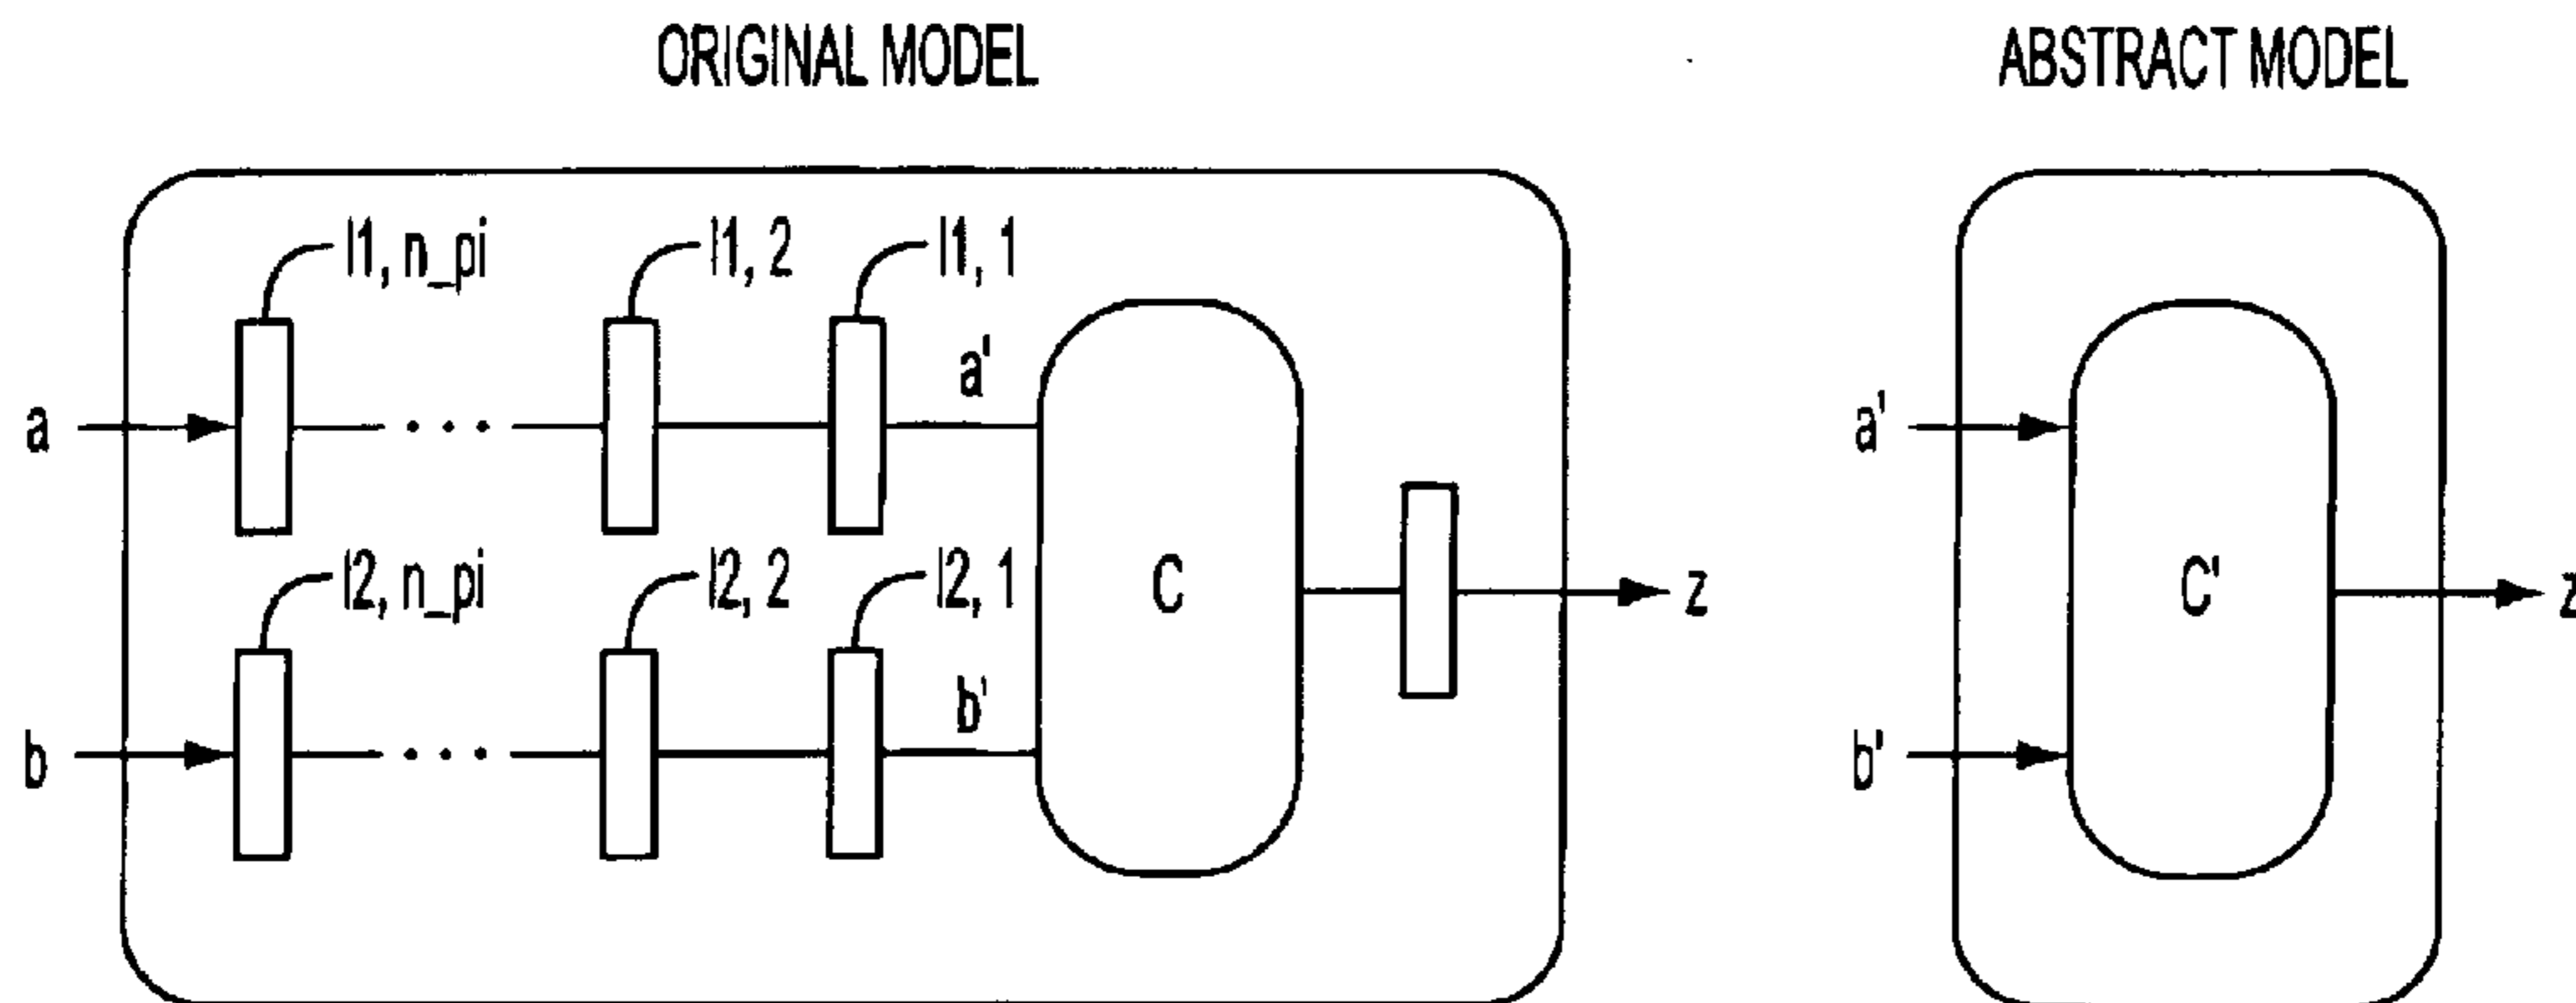 ORIGINAL MODEL
ABSTRACT MODEL
l1, n_pi
l1, 2
l1, 1
a'
a
l2, n_pi
l2, 2
l2, 1
b'
b
C
z
a'
b'
C'
z